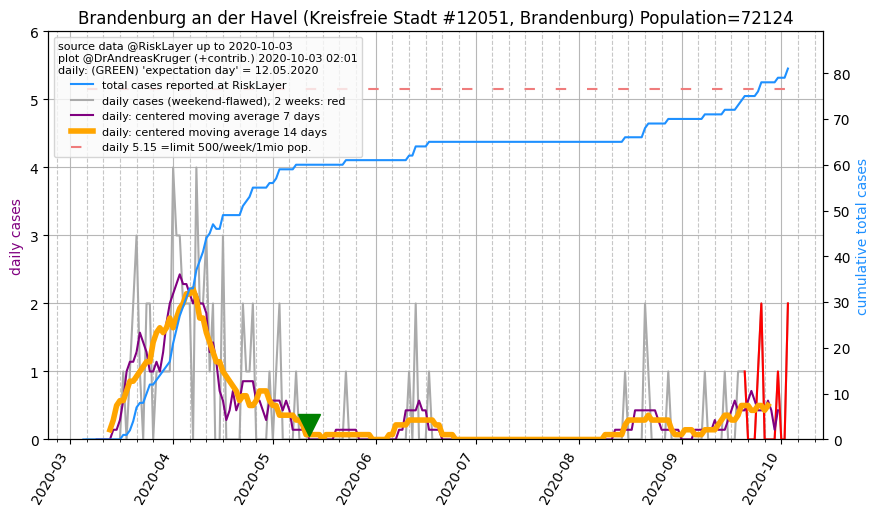 Brandenburg an der Havel (Kreisfreie Stadt #12051, Brandenburg) Population=72124
source data @RiskLayer up to 2020-10-03
plot @DrAndreasKruger (+contrib.) 2020-10-03 02:01
daily: (GREEN) 'expectation day' = 12.05.2020
total cases reported at RiskLayer
daily cases (weekend-flawed), 2 weeks: red
daily: centered moving average 7 days
daily: centered moving average 14 days
daily 5.15 =limit 500/week/1mio pop.
daily cases
6
5
4
3
2
1
0
cumulative total cases
80
70
60
50
40
30
20
10
0
2020-03
2020-04
2020-05
2020-06
2020-07
2020-08
2020-09
2020-10